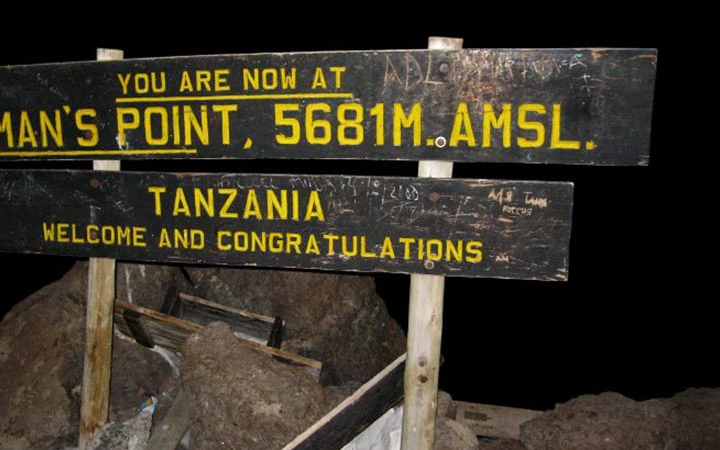 YOU ARE NOW AT
MAN'S POINT, 5681M. AMSL.
TANZANIA
WELCOME AND CONGRATULATIONS